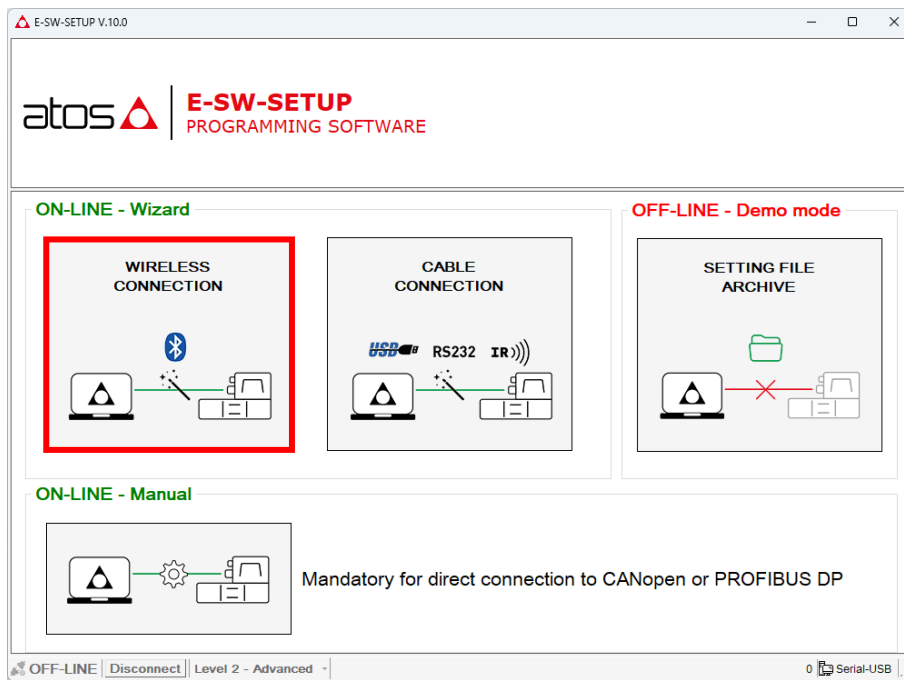 E-SW-SETUP V.10.0
atos
E-SW-SETUP
PROGRAMMING SOFTWARE
ON-LINE - Wizard
OFF-LINE - Demo mode
WIRELESS
CONNECTION
CABLE
CONNECTION
USB RS232 IR
SETTING FILE
ARCHIVE
ON-LINE - Manual
Mandatory for direct connection to CANopen or PROFIBUS DP
OFF-LINE Disconnect Level 2 - Advanced 0 Serial-USB